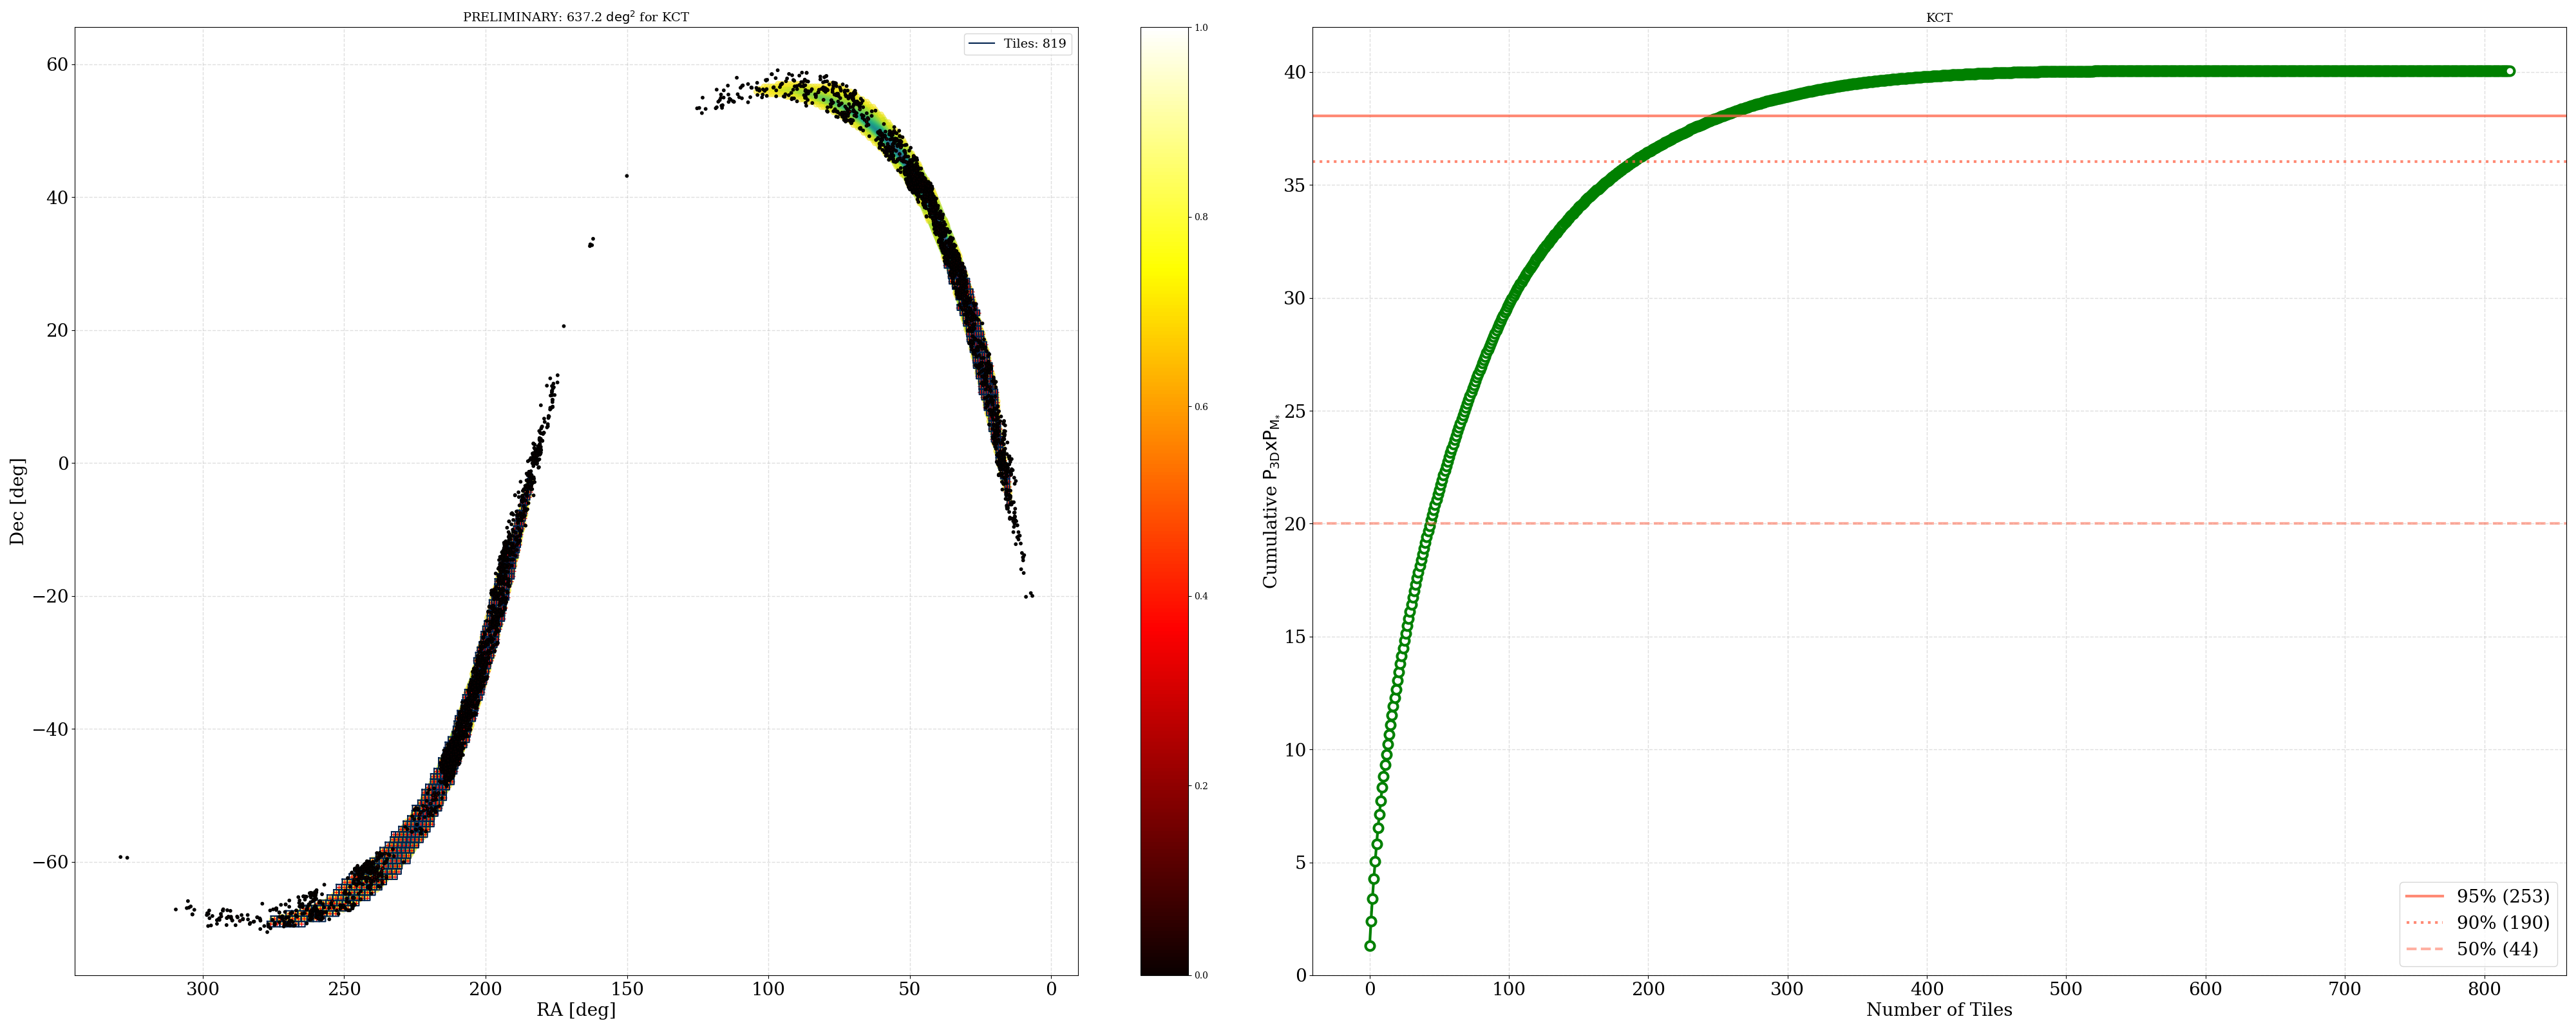 PRELIMINARY: 637.2 deg² for KCT
Tiles: 819
60
40
20
0
−20
−40
−60
Dec [deg]
300 250 200 150 100 50 0
RA [deg]
1.0
0.8
0.6
0.4
0.2
0.0
KCT
40
35
30
25
20
15
10
5
0
Cumulative P3DxPM*
0 100 200 300 400 500 600 700 800
Number of Tiles
95% (253)
90% (190)
50% (44)